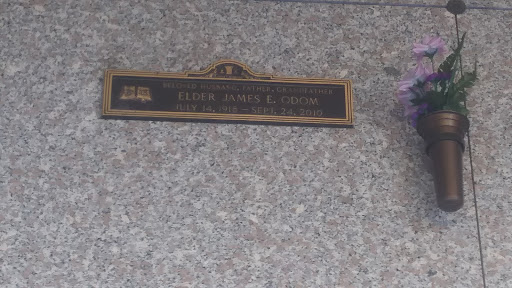 BELOVED HUSBAND, FATHER, GRANDFATHER
ELDER JAMES E. ODOM
JULY 14, 1918 — SEPT. 24, 2010